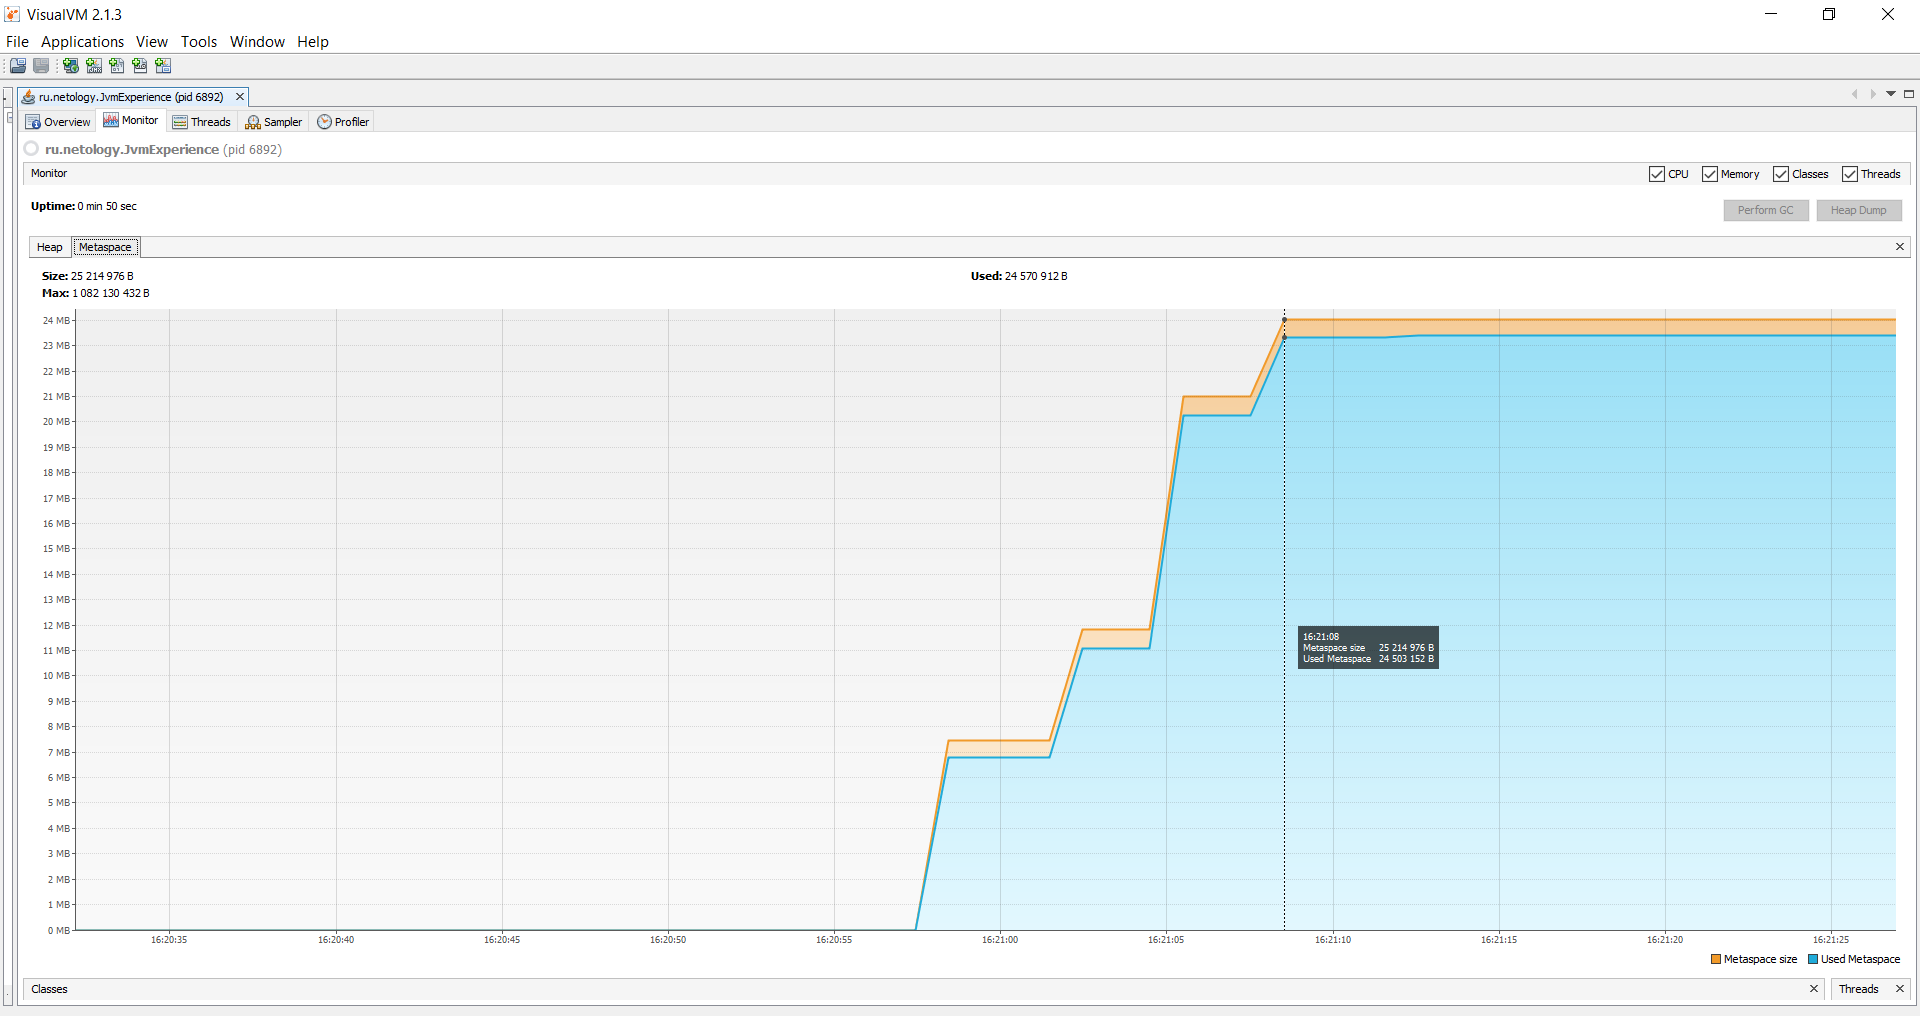 VisualVM 2.1.3
File Applications View Tools Window Help
ru.netology.JvmExperience (pid 6892)
Overview Monitor Threads Sampler Profiler
ru.netology.JvmExperience (pid 6892)
Monitor CPU Memory Classes Threads
Uptime: 0 min 50 sec
Perform GC Heap Dump
Heap Metaspace
Size: 25 214 976 B Used: 24 570 912 B
Max: 1 082 130 432 B
24 MB
23 MB
22 MB
21 MB
20 MB
19 MB
18 MB
17 MB
16 MB
15 MB
14 MB
13 MB
12 MB
11 MB
10 MB
9 MB
8 MB
7 MB
6 MB
5 MB
4 MB
3 MB
2 MB
1 MB
0 MB
16:21:08
Metaspace size 25 214 976 B
Used Metaspace 24 503 152 B
16:20:35 16:20:40 16:20:45 16:20:50 16:20:55 16:21:00 16:21:05 16:21:10 16:21:15 16:21:20 16:21:25
Metaspace size Used Metaspace
Classes Threads